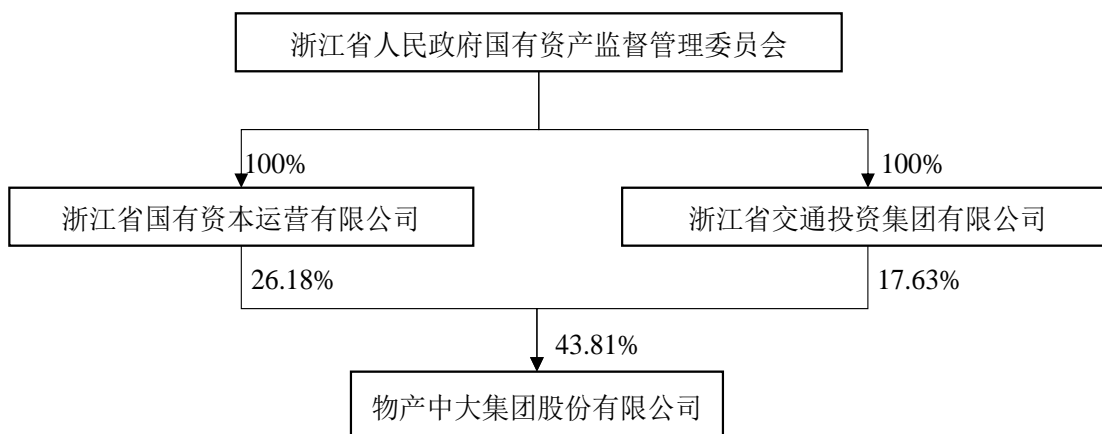 浙江省人民政府国有资产监督管理委员会
100%
100%
浙江省国有资本运营有限公司
浙江省交通投资集团有限公司
26.18%
17.63%
43.81%
物产中大集团股份有限公司